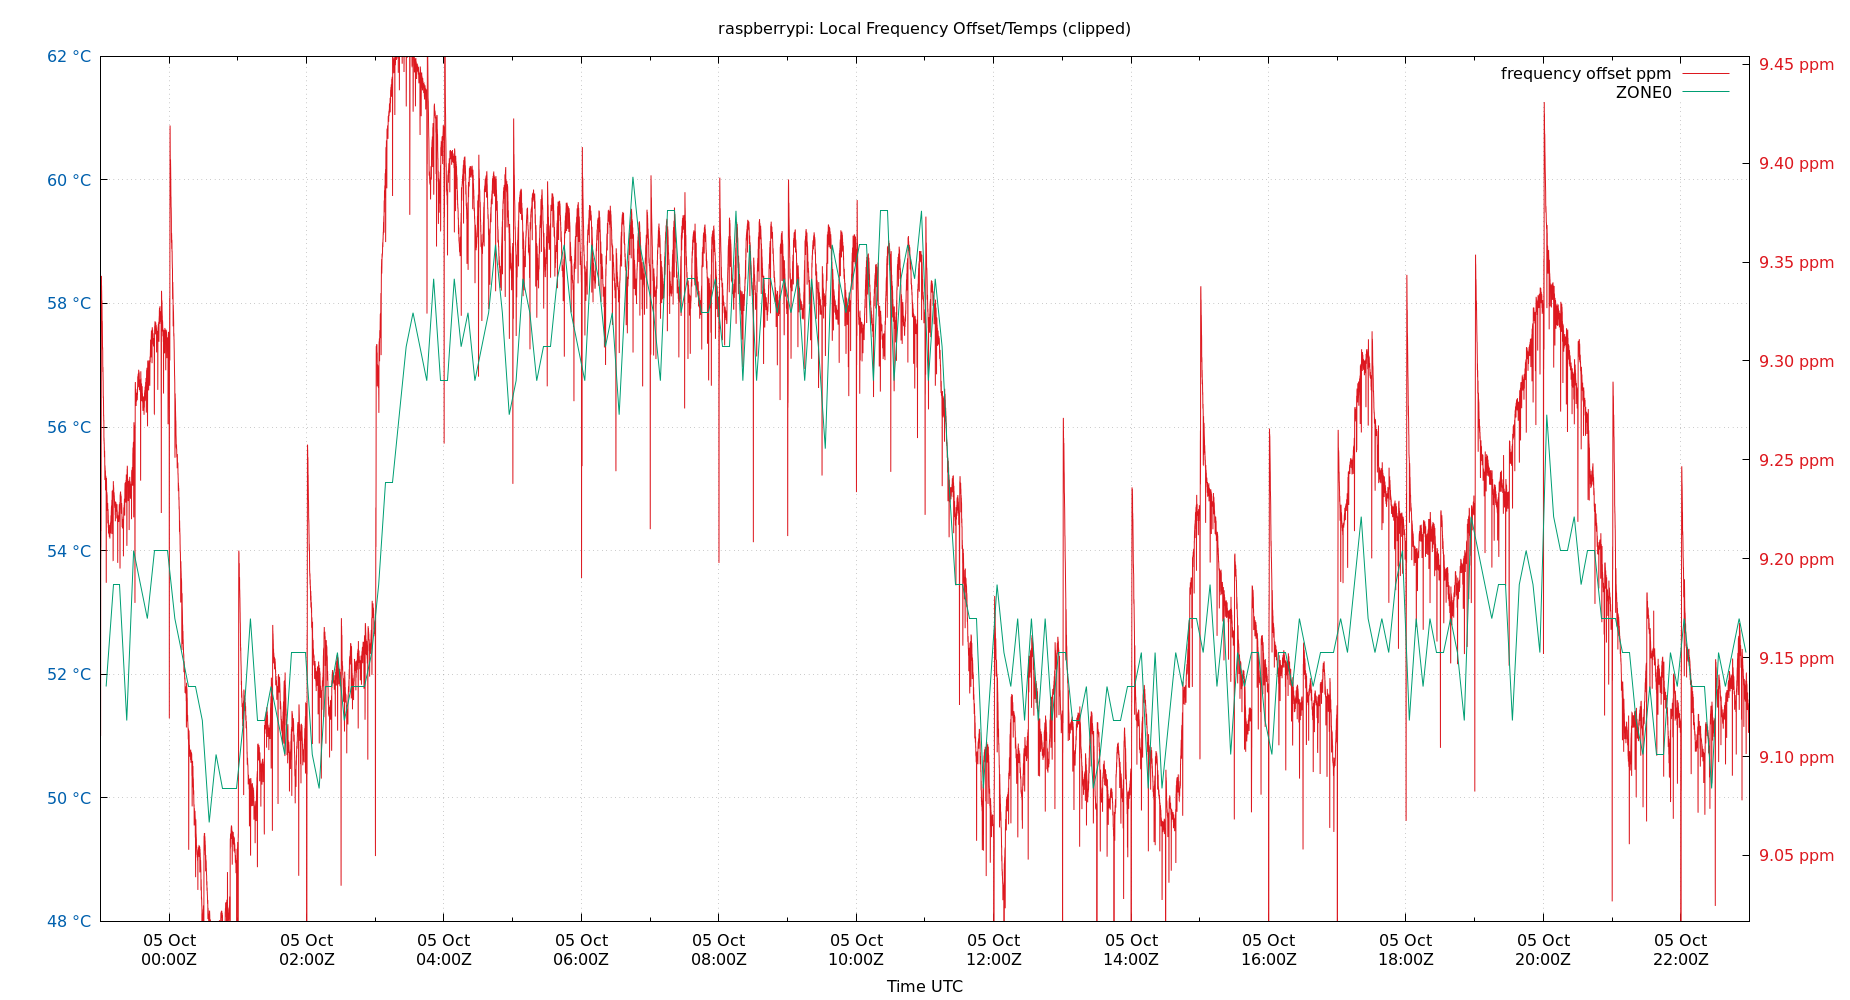 raspberrypi: Local Frequency Offset/Temps (clipped)
62 °C
60 °C
58 °C
56 °C
54 °C
52 °C
50 °C
48 °C
9.45 ppm
9.40 ppm
9.35 ppm
9.30 ppm
9.25 ppm
9.20 ppm
9.15 ppm
9.10 ppm
9.05 ppm
frequency offset ppm
ZONE0
05 Oct 05 Oct 05 Oct 05 Oct 05 Oct 05 Oct 05 Oct 05 Oct 05 Oct 05 Oct 05 Oct 05 Oct
00:00Z 02:00Z 04:00Z 06:00Z 08:00Z 10:00Z 12:00Z 14:00Z 16:00Z 18:00Z 20:00Z 22:00Z
Time UTC